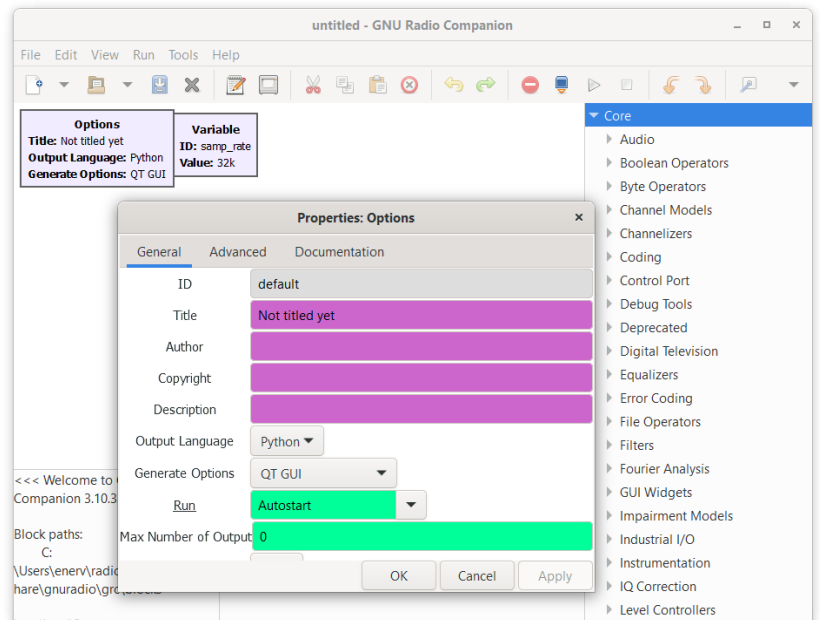 untitled - GNU Radio Companion
File Edit View Run Tools Help
Options
Title: Not titled yet
Output Language: Python
Generate Options: QT GUI
Variable
ID: samp_rate
Value: 32k
Core
Audio
Boolean Operators
Byte Operators
Channel Models
Channelizers
Coding
Control Port
Debug Tools
Deprecated
Digital Television
Equalizers
Error Coding
File Operators
Filters
Fourier Analysis
GUI Widgets
Impairment Models
Industrial I/O
Instrumentation
IQ Correction
Level Controllers
Properties: Options
General Advanced Documentation
ID default
Title Not titled yet
Author
Copyright
Description
Output Language Python
Generate Options QT GUI
Run Autostart
Max Number of Output 0
OK Cancel Apply
<<< Welcome to
Companion 3.10.3
Block paths:
C:
\Users\enerv\radio
hare\gnuradio\grc\blocks